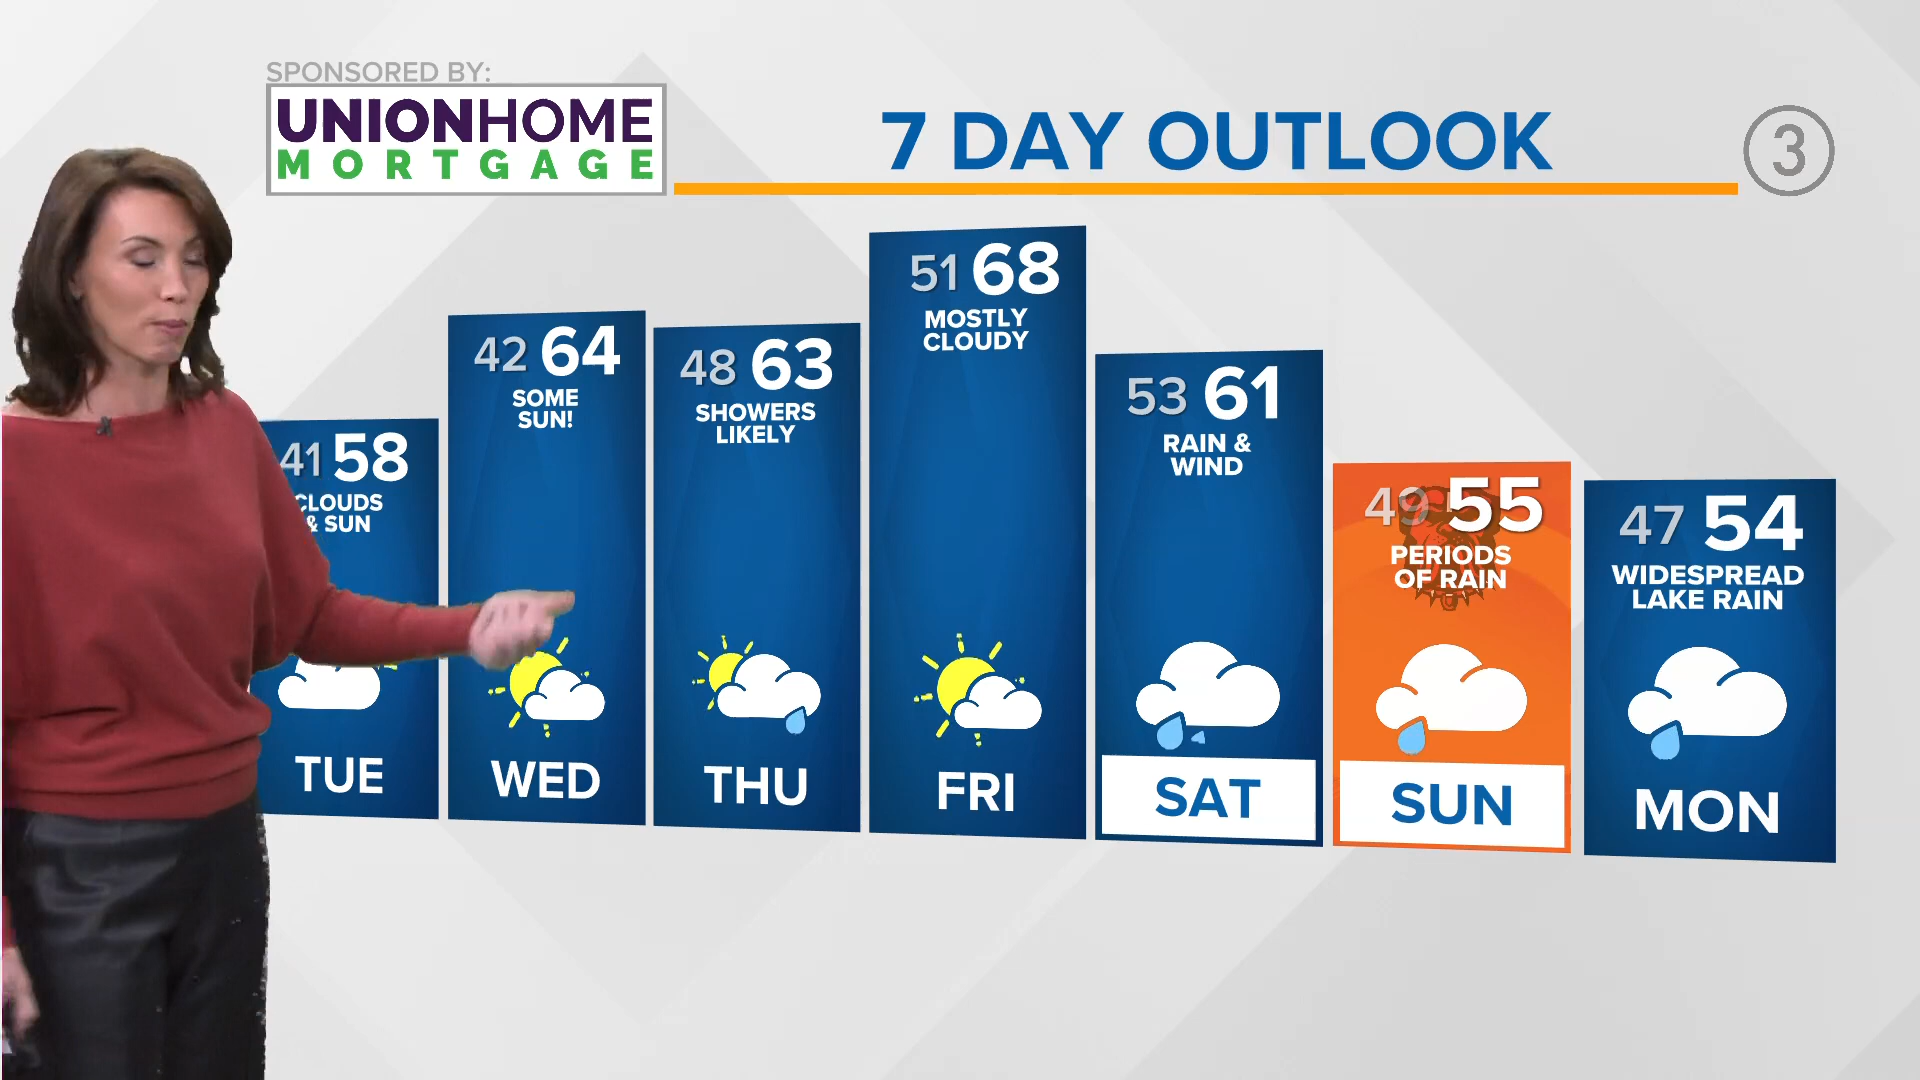 SPONSORED BY:
UNIONHOME
MORTGAGE
7 DAY OUTLOOK
3
41 58
CLOUDS
& SUN
TUE
42 64
SOME
SUN!
WED
48 63
SHOWERS
LIKELY
THU
51 68
MOSTLY
CLOUDY
FRI
53 61
RAIN &
WIND
SAT
49 55
PERIODS
OF RAIN
SUN
47 54
WIDESPREAD
LAKE RAIN
MON